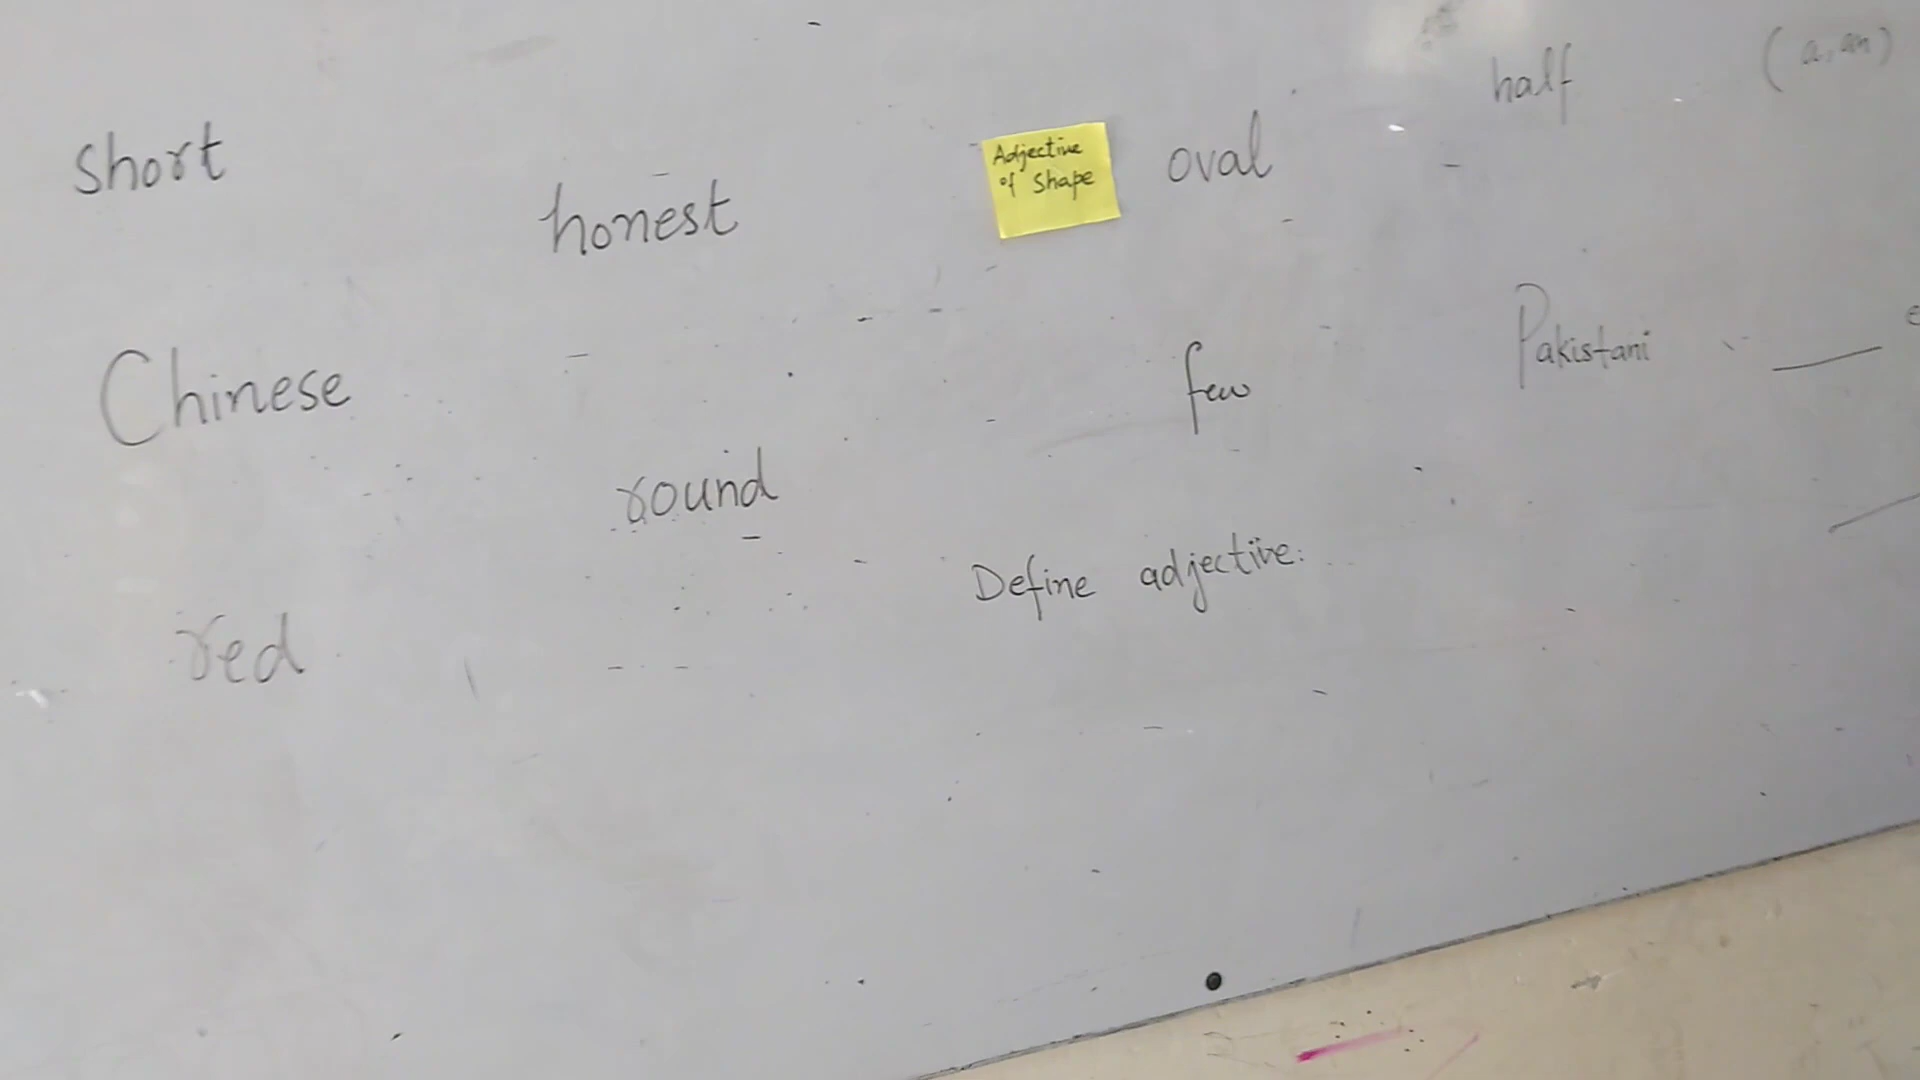 short
honest
Adjective
of Shape
oval
half
(a, an)
Chinese
few
Pakistani
round
Define adjective:
red